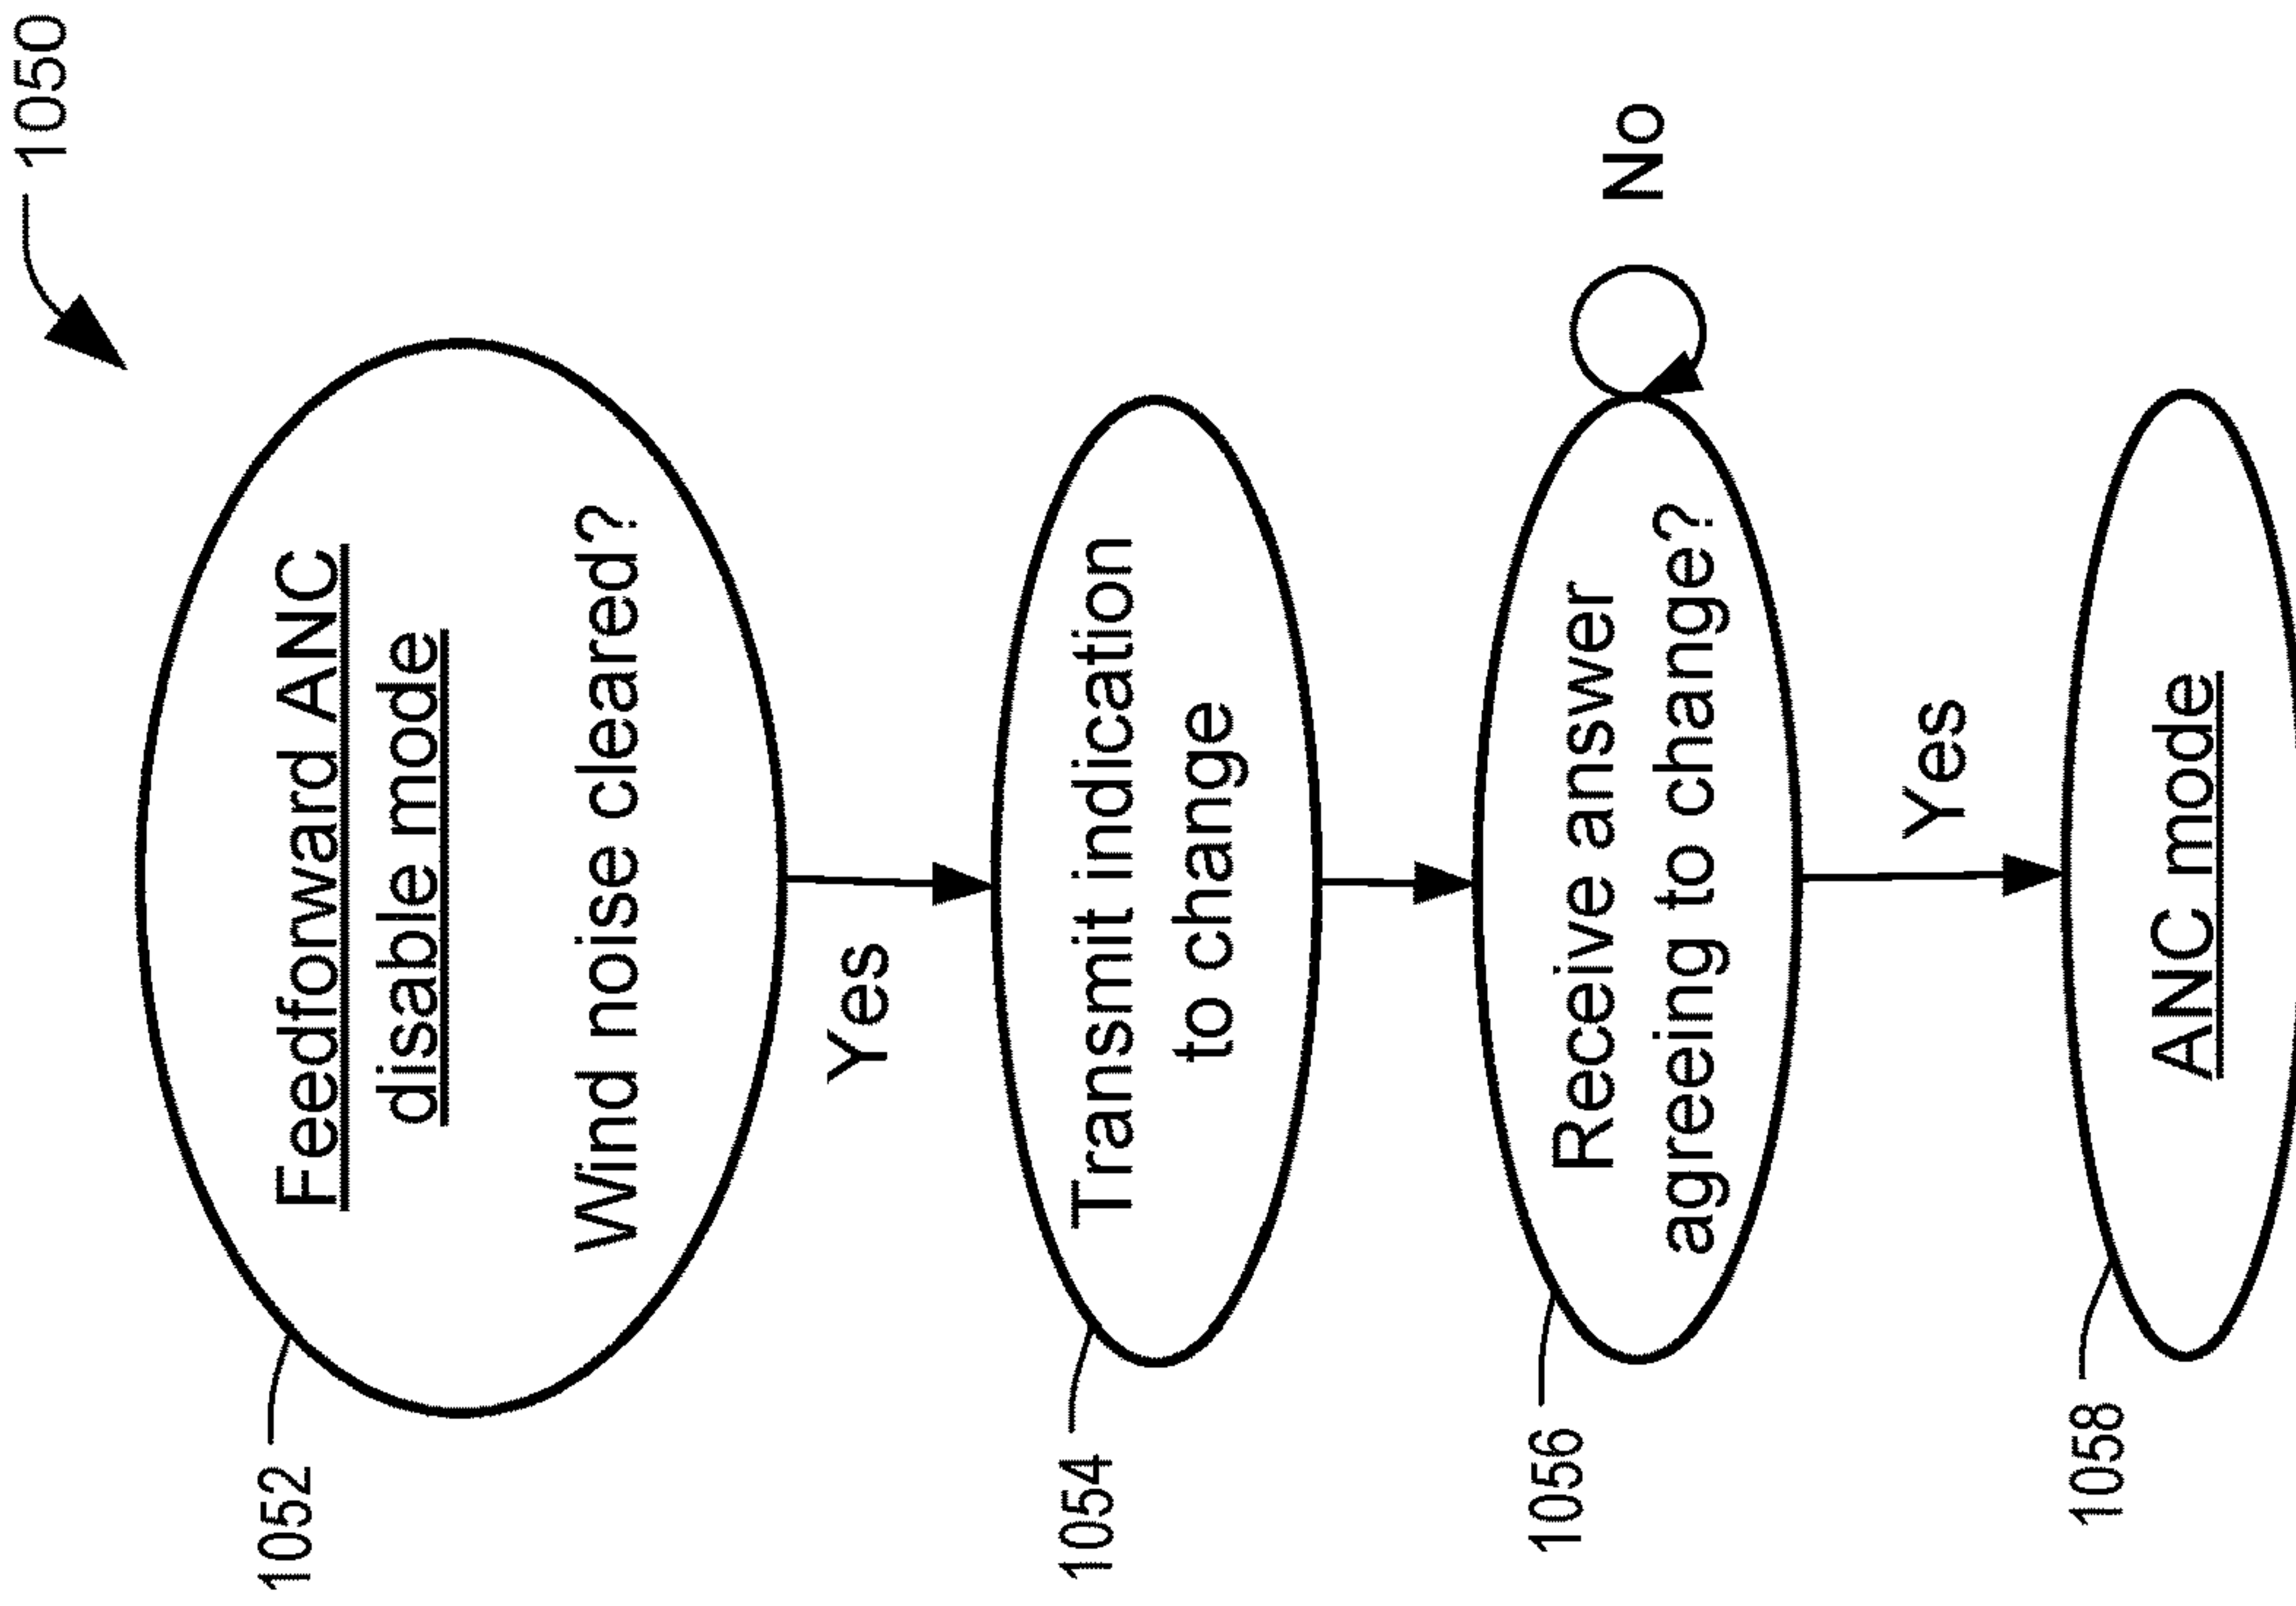 1050
1052
Feedforward ANC
disable mode
Wind noise cleared?
Yes
1054
Transmit indication
to change
1056
Receive answer
agreeing to change?
No
Yes
1058
ANC mode